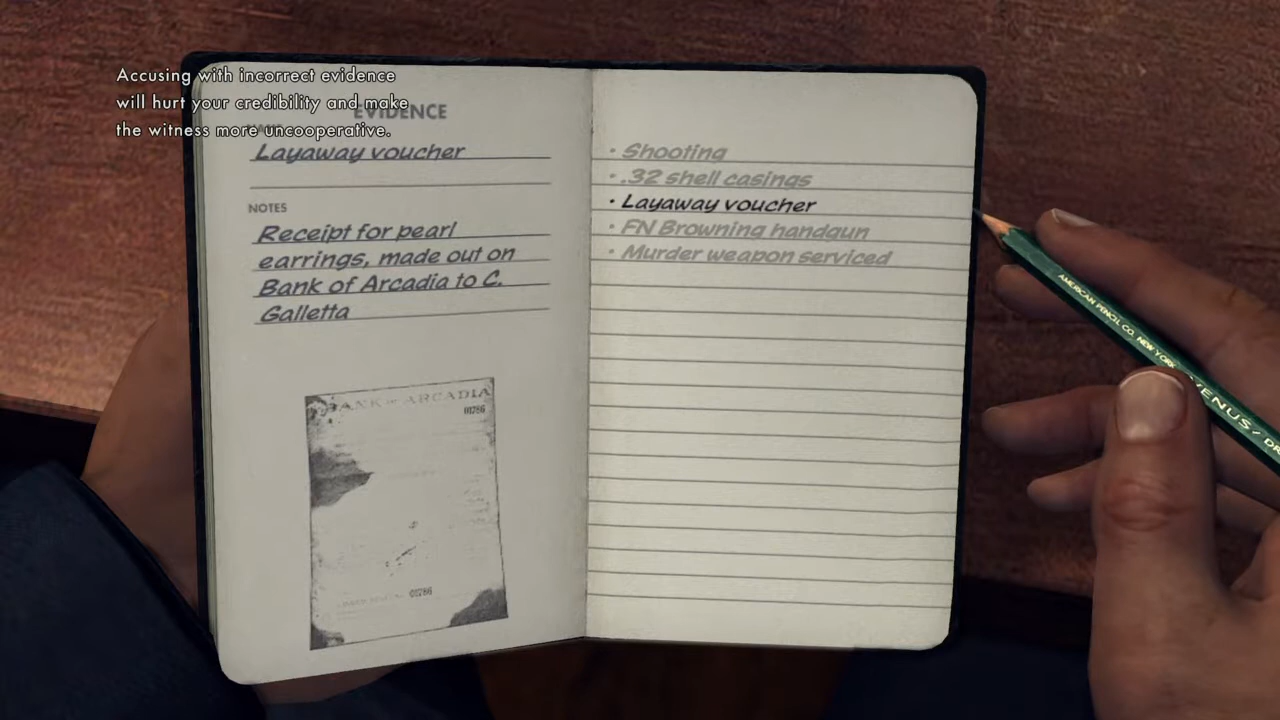 Accusing with incorrect evidence
will hurt your credibility and make
the witness more uncooperative.
EVIDENCE
Layaway voucher
NOTES
Receipt for pearl
earrings, made out on
Bank of Arcadia to C.
Galletta
BANK OF ARCADIA
01786
01786
• Shooting
• .32 shell casings
• Layaway voucher
• FN Browning handgun
• Murder weapon serviced
AMERICAN PENCIL CO. NEW YORK
VENUS